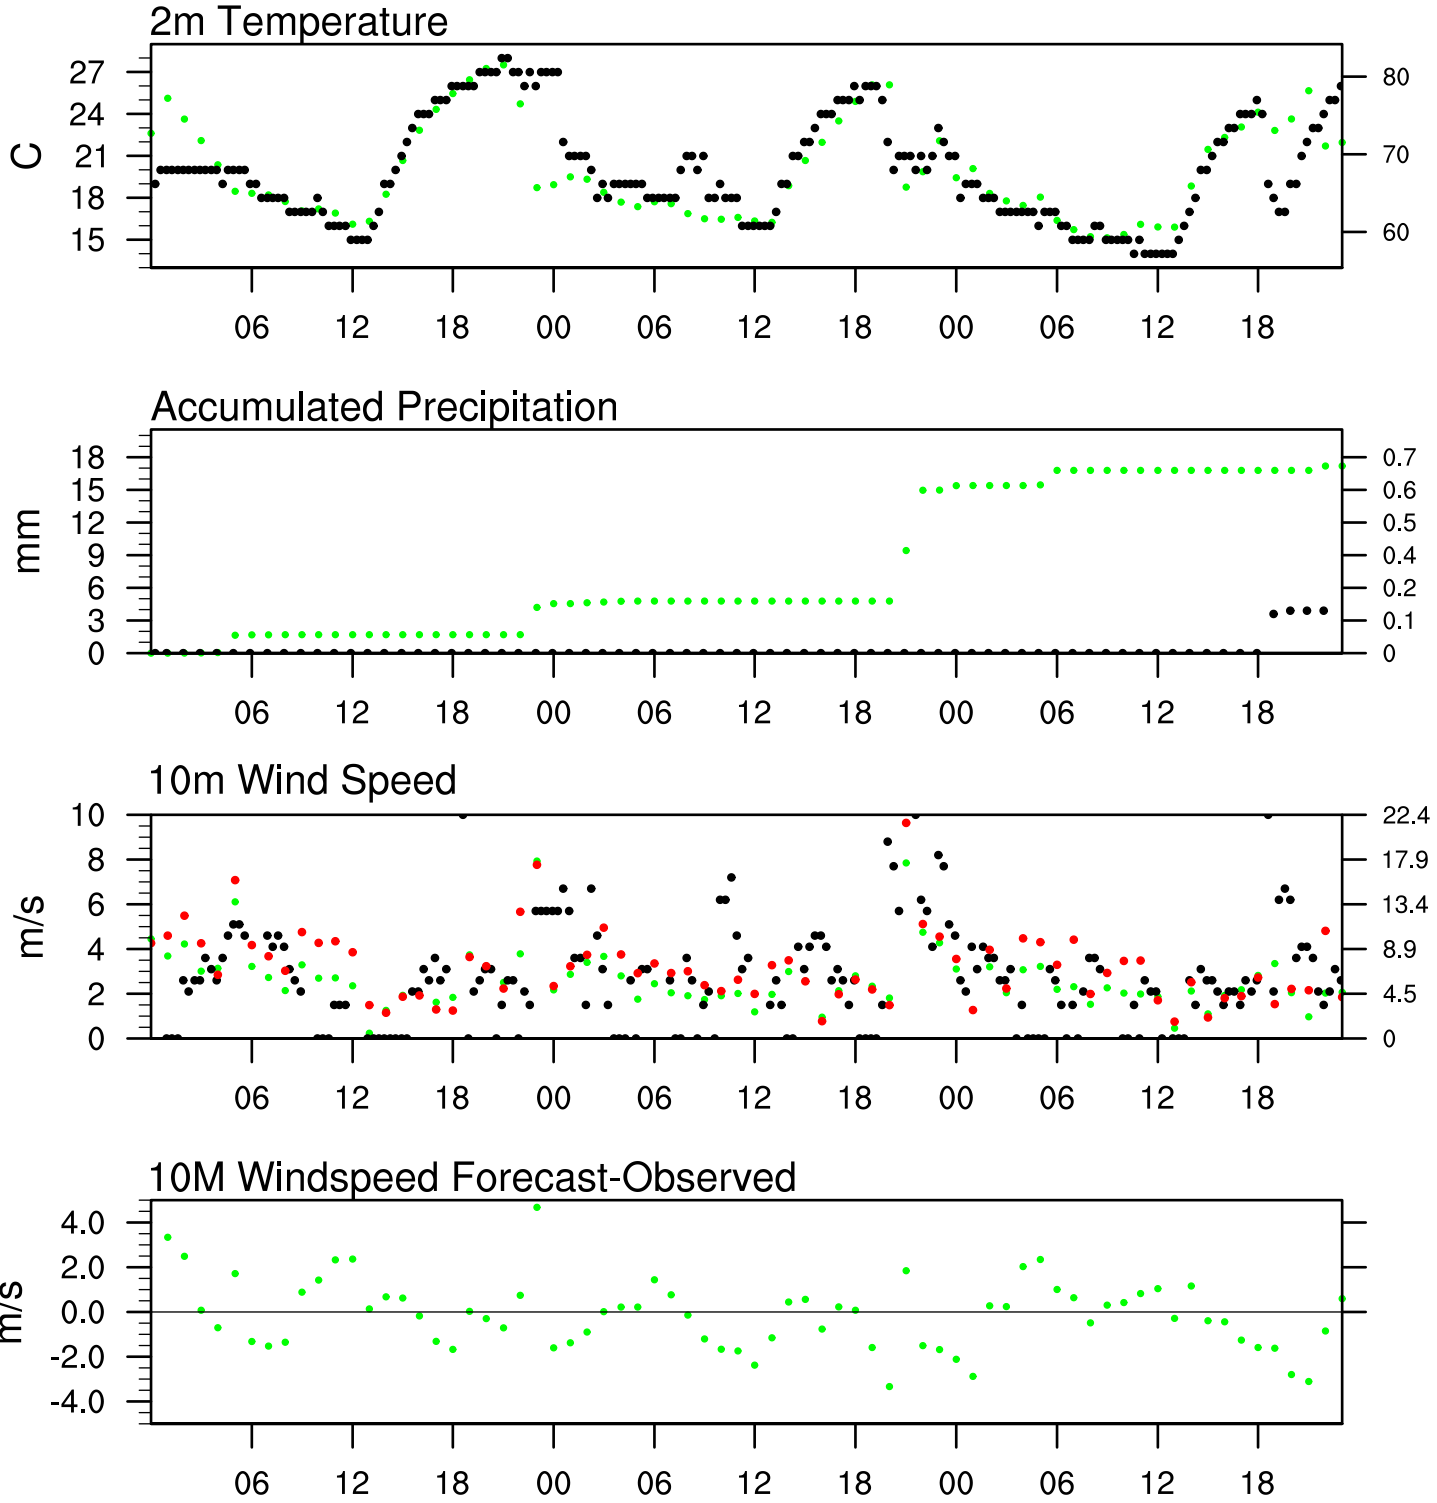 2m Temperature
27 80
24
21 70
18
15 60
C
06 12 18 00 06 12 18 00 06 12 18
Accumulated Precipitation
18 0.7
15 0.6
12 0.5
9 0.4
6 0.2
3 0.1
0 0
mm
06 12 18 00 06 12 18 00 06 12 18
10m Wind Speed
10 22.4
8 17.9
6 13.4
4 8.9
2 4.5
0 0
m/s
06 12 18 00 06 12 18 00 06 12 18
10M Windspeed Forecast-Observed
4.0
2.0
0.0
-2.0
-4.0
m/s
06 12 18 00 06 12 18 00 06 12 18